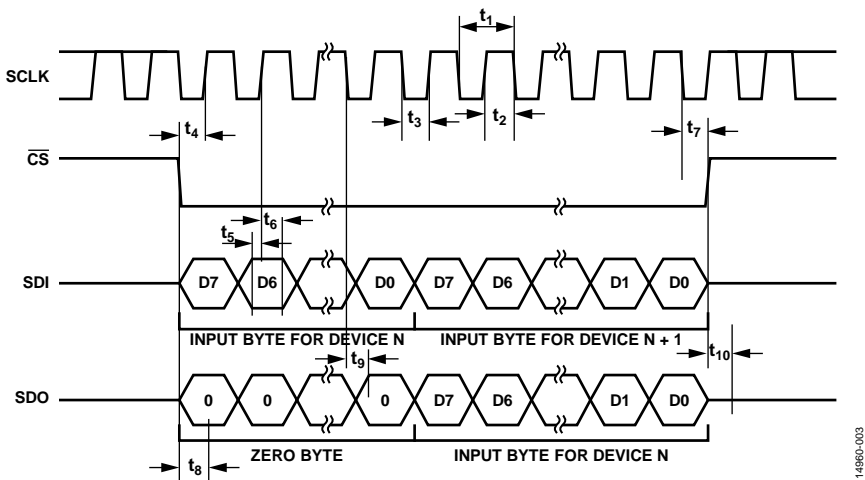 t1
SCLK
t4
t3
t2
t7
CS
t6
t5
SDI
D7
D6
D0
D7
D6
D1
D0
INPUT BYTE FOR DEVICE N
INPUT BYTE FOR DEVICE N + 1
t9
t10
SDO
0
0
0
D7
D6
D1
D0
ZERO BYTE
INPUT BYTE FOR DEVICE N
t8
14960-003